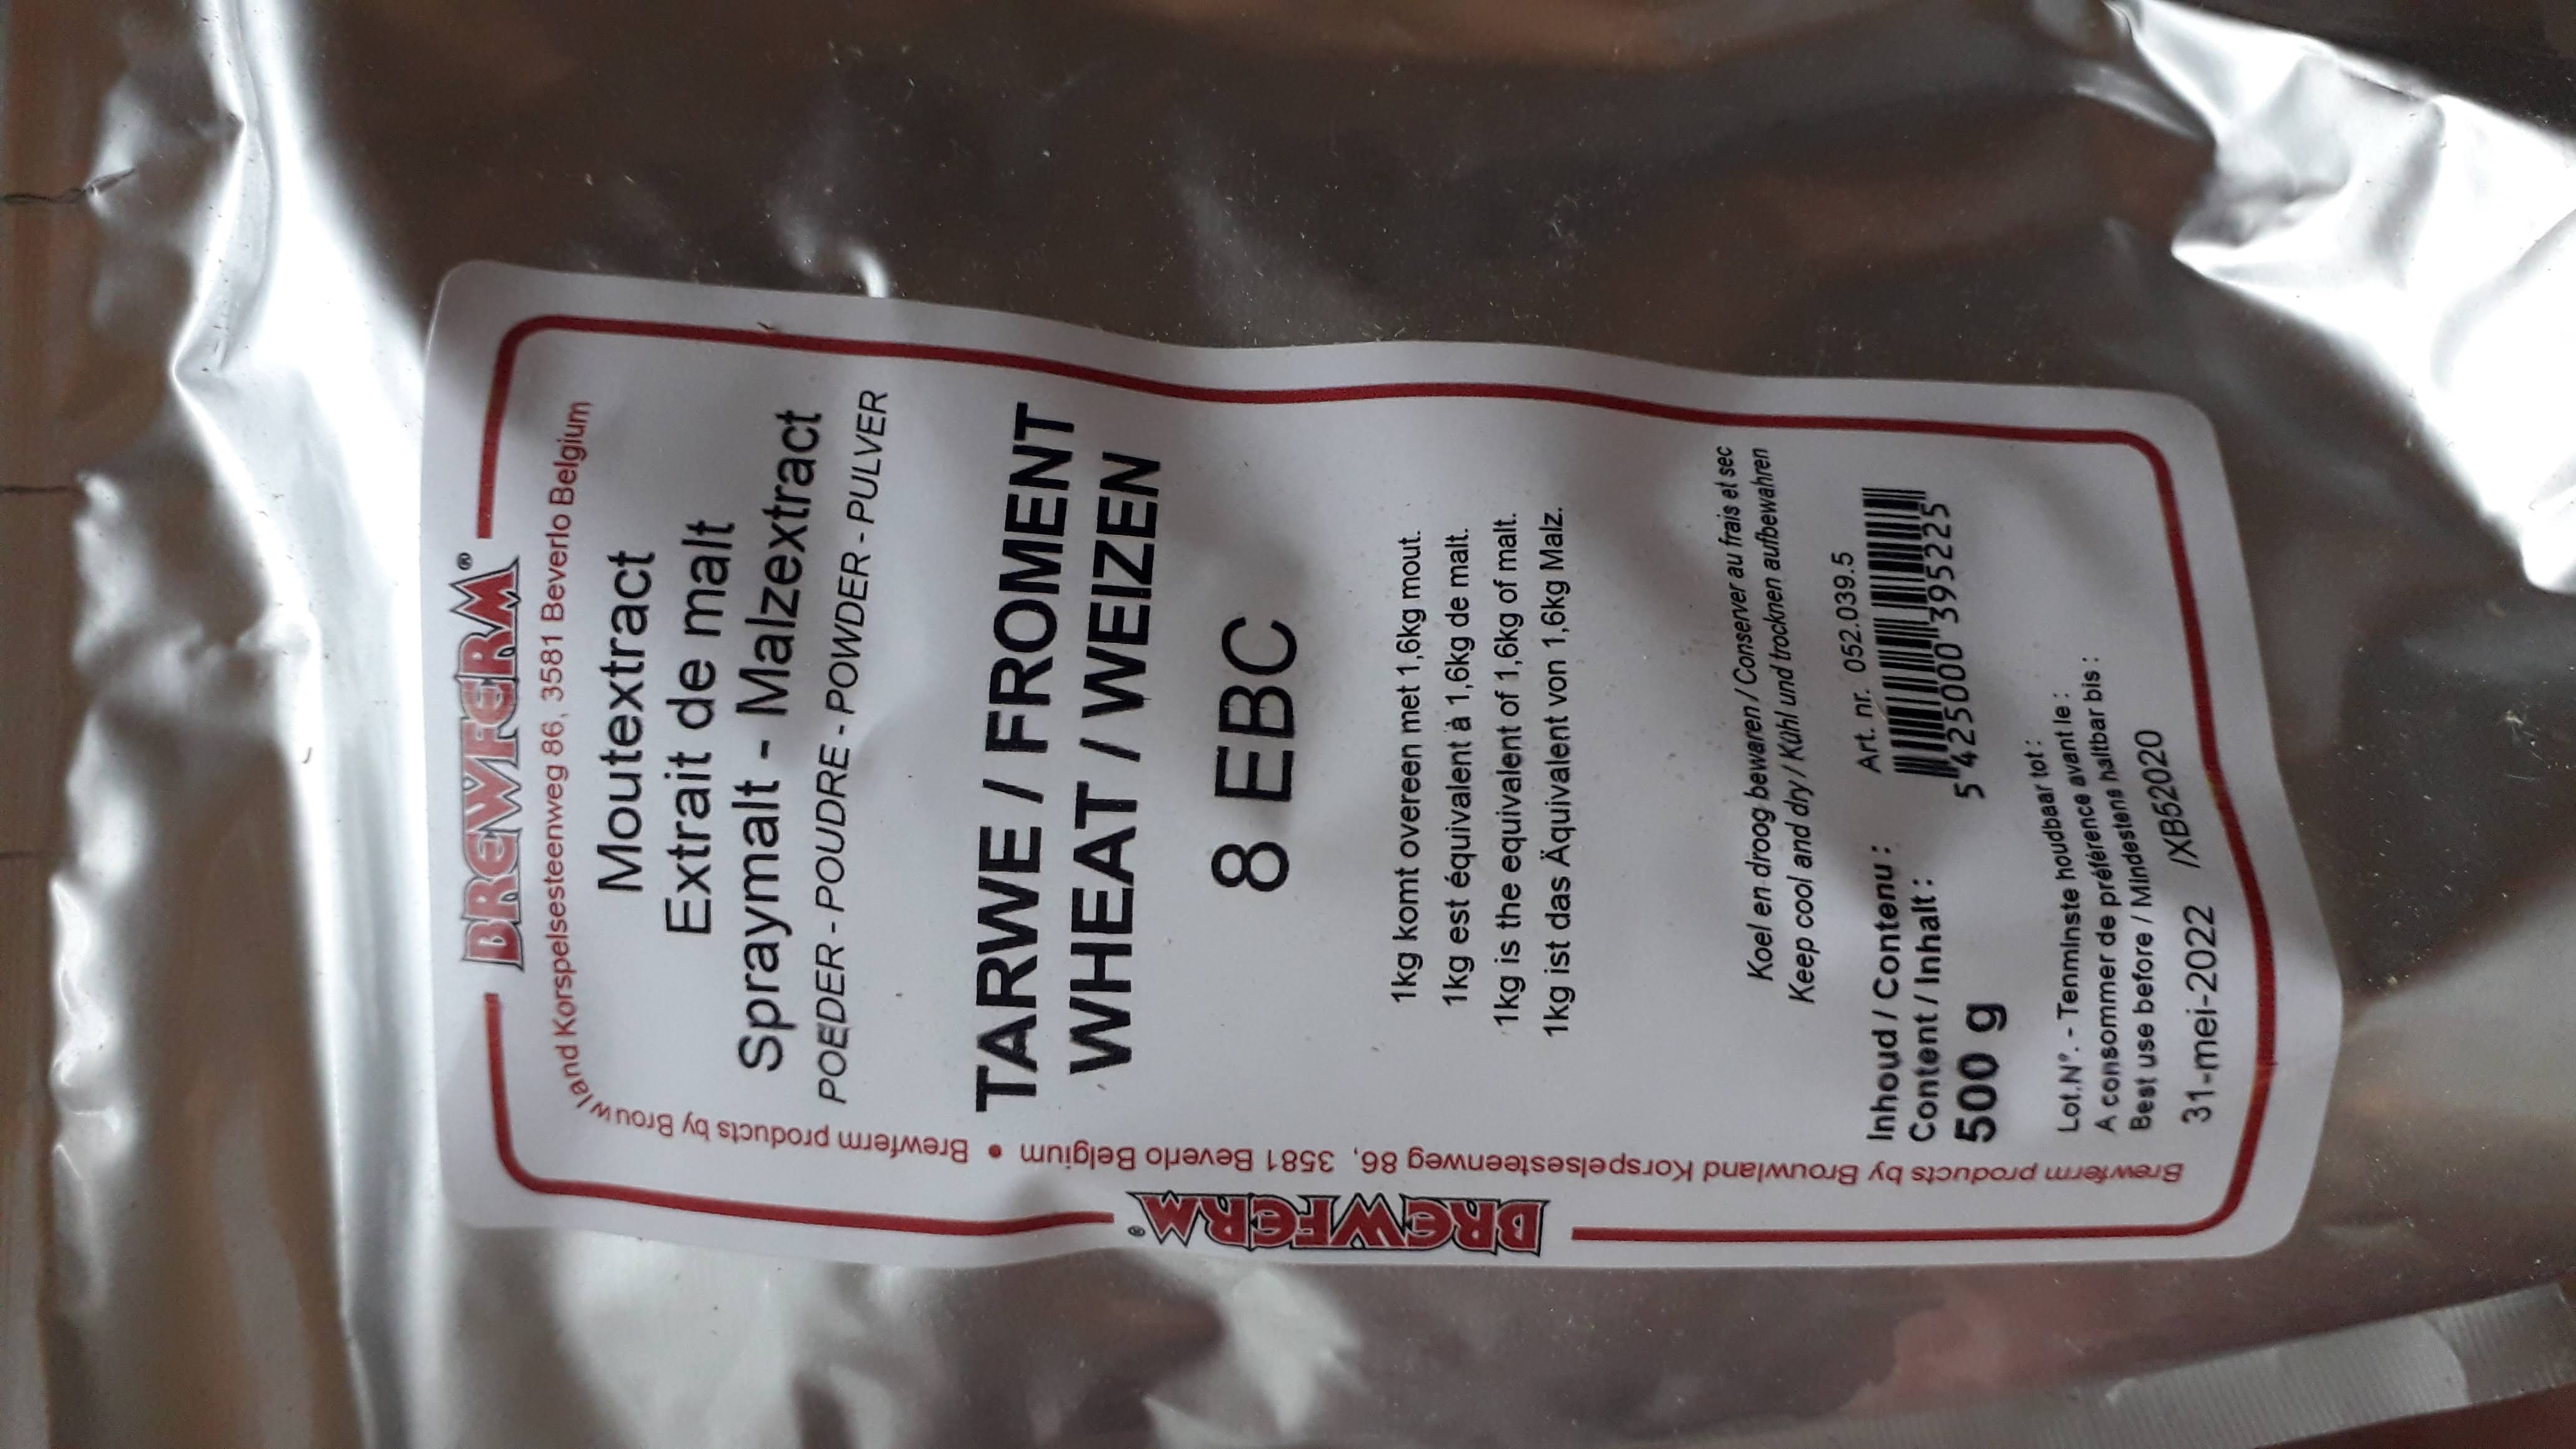 BREWFERM®
Brewferm products by Brouwland Korspelsesteenweg 86, 3581 Beverlo Belgium • Brewferm products by Brouwland Korspelsesteenweg 86, 3581 Beverlo Belgium
BREWFERM®
Moutextract
Extrait de malt
Spraymalt - Malzextract
POEDER - POUDRE - POWDER - PULVER
TARWE / FROMENT
WHEAT / WEIZEN
8 EBC
1kg komt overeen met 1,6kg mout.
1kg est équivalent à 1,6kg de malt.
1kg is the equivalent of 1,6kg of malt.
1kg ist das Äquivalent von 1,6kg Malz.
Koel en droog bewaren / Conserver au frais et sec
Keep cool and dry / Kühl und trocknen aufbewahren
Inhoud / Contenu :
Content / Inhalt :
500 g
Art. nr. 052.039.5
5 425000 395225
Lot.N°. - Tenminste houdbaar tot :
A consommer de préférence avant le :
Best use before / Mindestens haltbar bis :
31-mei-2022 /XB52020